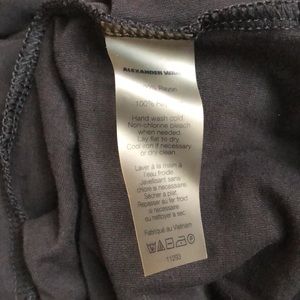 ALEXANDER
Rayon
100%
Hand wash cold
Non-chlorine bleach
when needed.
Lay flat to dry
Cool iron if necessary
or dry clean.
Laver à la main à
l'eau froide
Javellisant sans
chlore si nécessaire.
Sécher à plat.
Repasser au fer froid
si nécessaire
ou nettoyer à sec.
Fabriqué au Vietnam
11293